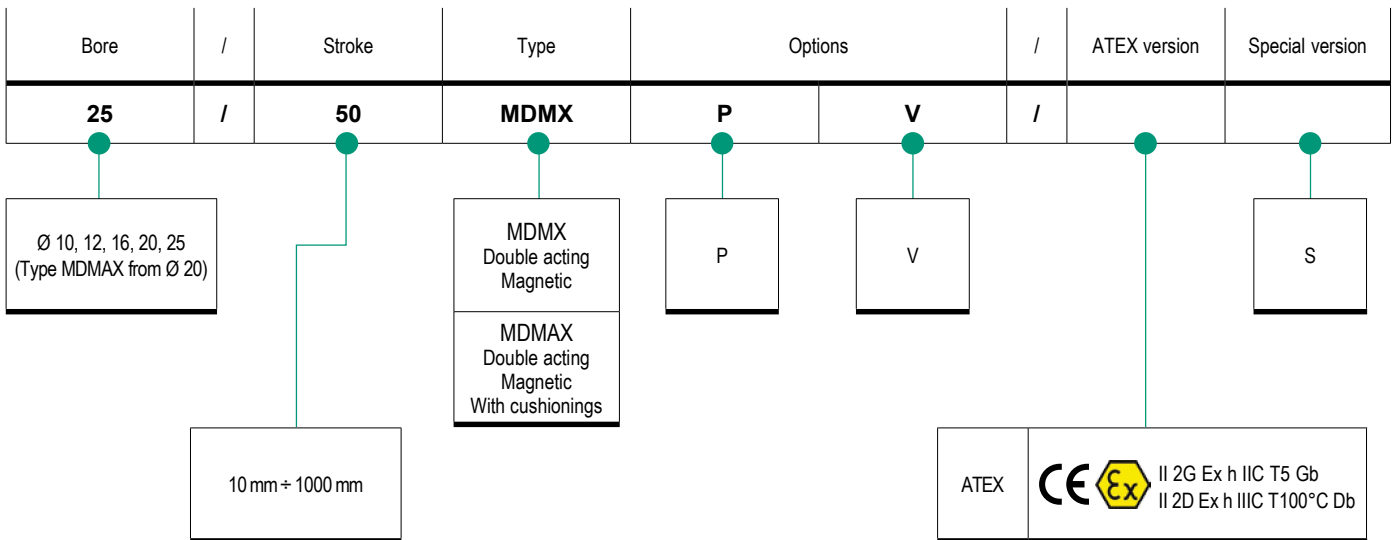 Bore / Stroke Type Options / ATEX version Special version
25 / 50 MDMX P V /
Ø 10, 12, 16, 20, 25
(Type MDMAX from Ø 20)
MDMX
Double acting
Magnetic
P
V
S
MDMAX
Double acting
Magnetic
With cushionings
10 mm ÷ 1000 mm
ATEX
CE Ex
II 2G Ex h IIC T5 Gb
II 2D Ex h IIIC T100°C Db